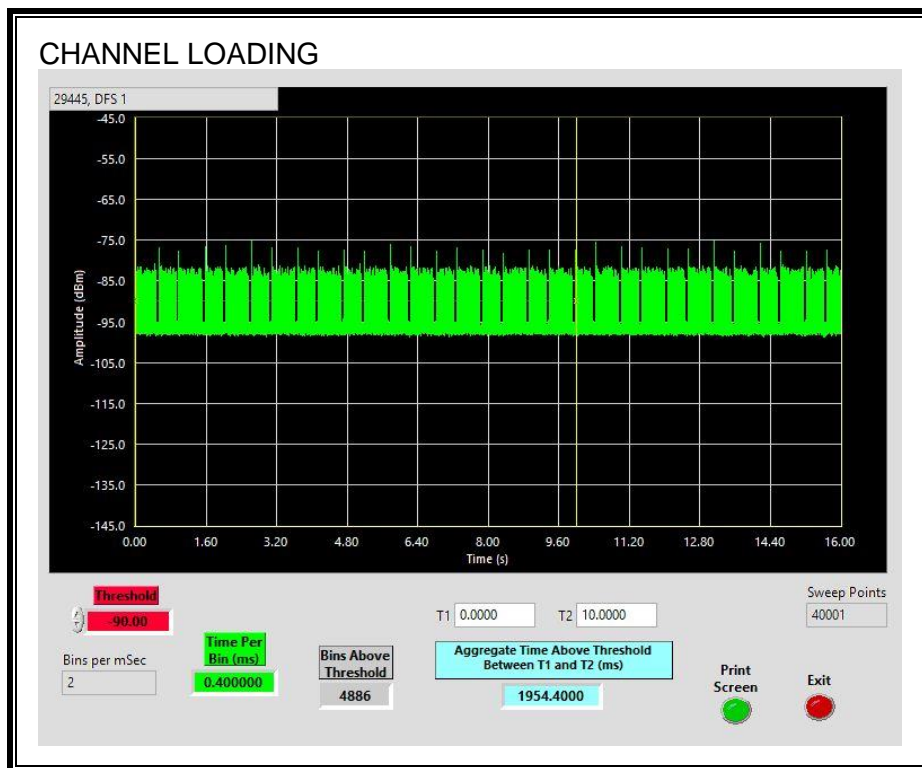 CHANNEL LOADING
29445, DFS 1
Amplitude (dBm)
-45.0
-55.0
-65.0
-75.0
-85.0
-95.0
-105.0
-115.0
-125.0
-135.0
-145.0
0.00 1.60 3.20 4.80 6.40 8.00 9.60 11.20 12.80 14.40 16.00
Time (s)
Threshold
-90.00
Bins per mSec
2
Time Per
Bin (ms)
0.400000
Bins Above
Threshold
4886
T1 0.0000 T2 10.0000
Aggregate Time Above Threshold
Between T1 and T2 (ms)
1954.4000
Sweep Points
40001
Print
Screen
Exit